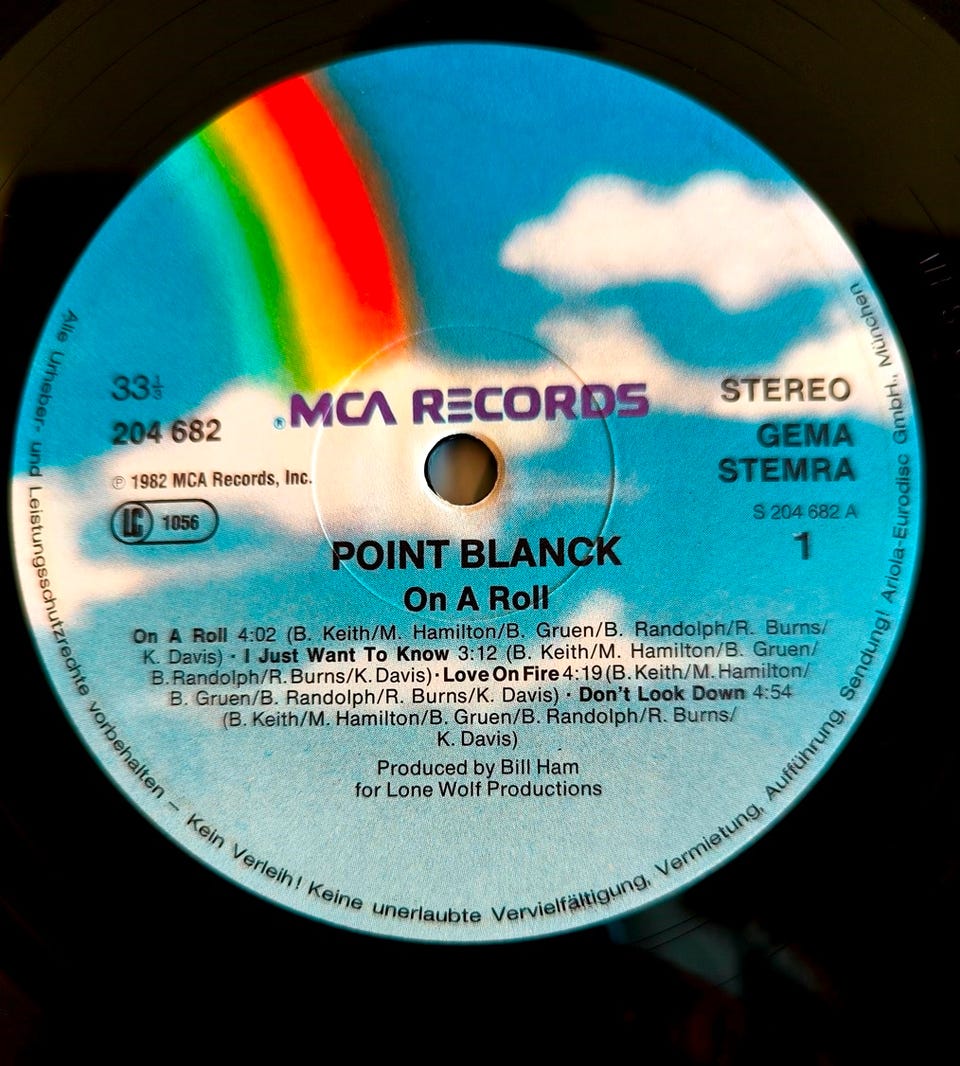 33⅓
204 682
℗ 1982 MCA Records, Inc.
LC 1056
® MCA RECORDS
STEREO
GEMA
STEMRA
S 204 682 A
1
POINT BLANCK
On A Roll
On A Roll 4:02 (B. Keith/M. Hamilton/B. Gruen/B. Randolph/R. Burns/
K. Davis) · I Just Want To Know 3:12 (B. Keith/M. Hamilton/B. Gruen/
B. Randolph/R. Burns/K. Davis) · Love On Fire 4:19 (B. Keith/M. Hamilton/
B. Gruen/B. Randolph/R. Burns/K. Davis) · Don't Look Down 4:54
(B. Keith/M. Hamilton/B. Gruen/B. Randolph/R. Burns/
K. Davis)
Produced by Bill Ham
for Lone Wolf Productions
Alle Urheber- und Leistungsschutzrechte vorbehalten – Kein Verleih! Keine unerlaubte Vervielfältigung, Vermietung, Aufführung, Sendung! Ariola-Eurodisc GmbH., München